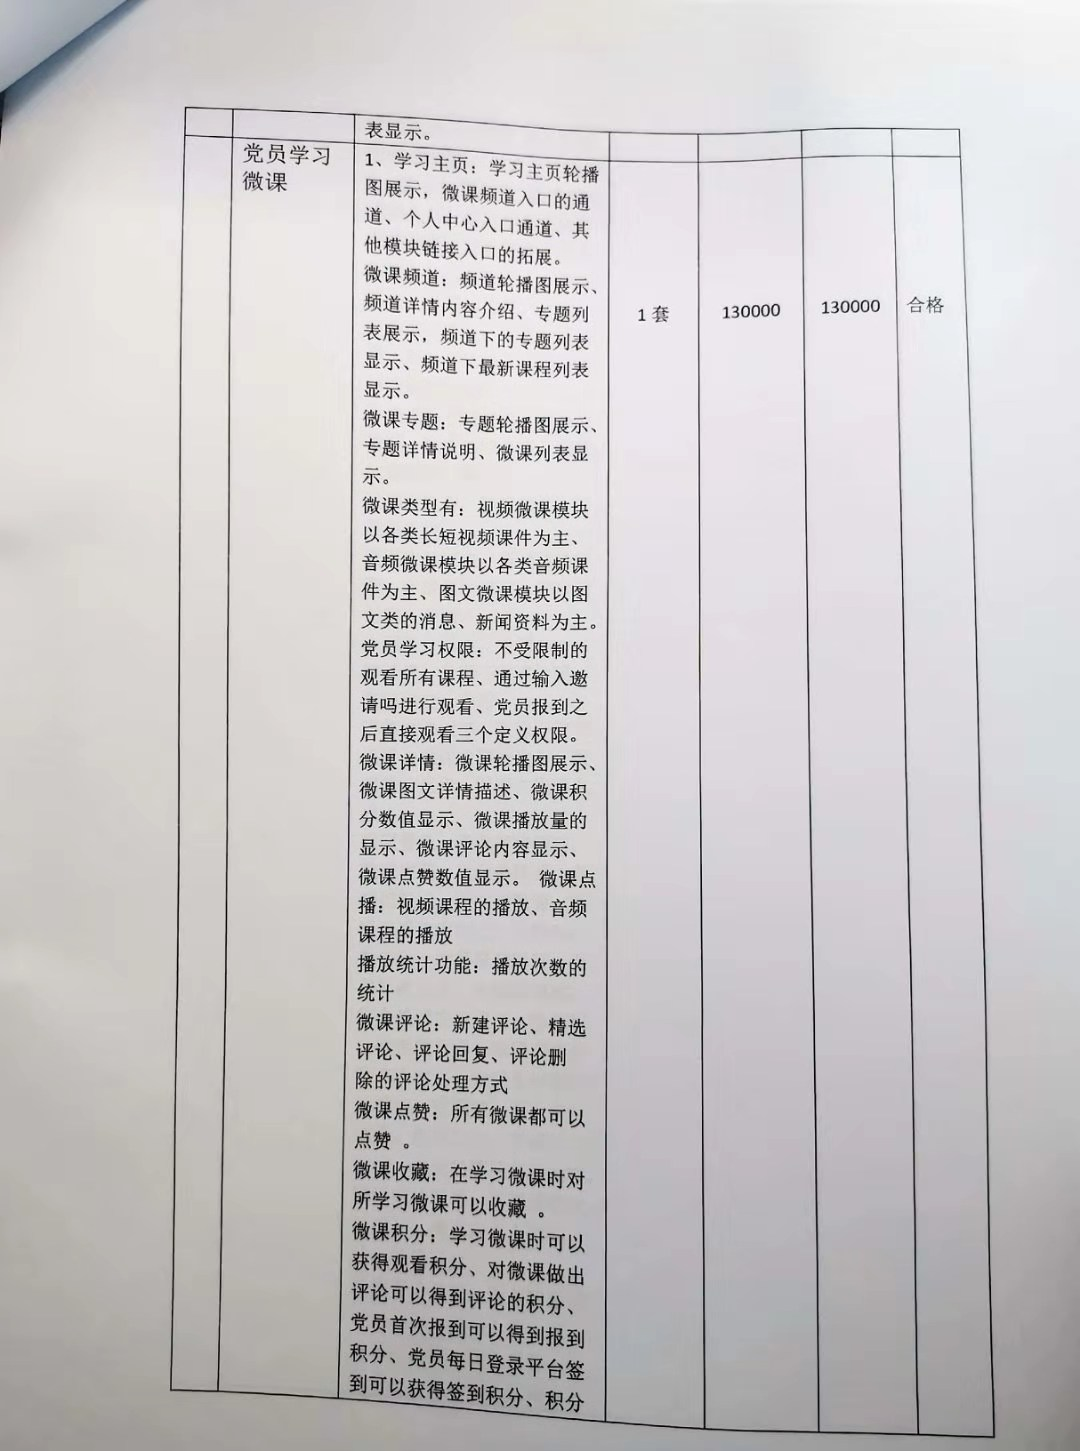 表显示。
党员学习
微课
1、学习主页：学习主页轮播
图展示，微课频道入口的通
道、个人中心入口通道、其
他模块链接入口的拓展。
微课频道：频道轮播图展示、
频道详情内容介绍、专题列
表展示，频道下的专题列表
显示、频道下最新课程列表
显示。
微课专题：专题轮播图展示、
专题详情说明、微课列表显
示。
微课类型有：视频微课模块
以各类长短视频课件为主、
音频微课模块以各类音频课
件为主、图文微课模块以图
文类的消息、新闻资料为主。
党员学习权限：不受限制的
观看所有课程、通过输入邀
请吗进行观看、党员报到之
后直接观看三个定义权限。
微课详情：微课轮播图展示、
微课图文详情描述、微课积
分数值显示、微课播放量的
显示、微课评论内容显示、
微课点赞数值显示。 微课点
播：视频课程的播放、音频
课程的播放
播放统计功能：播放次数的
统计
微课评论：新建评论、精选
评论、评论回复、评论删
除的评论处理方式
微课点赞：所有微课都可以
点赞 。
微课收藏：在学习微课时对
所学习微课可以收藏 。
微课积分：学习微课时可以
获得观看积分、对微课做出
评论可以得到评论的积分、
党员首次报到可以得到报到
积分、党员每日登录平台签
到可以获得签到积分、积分
1 套
130000
130000
合格